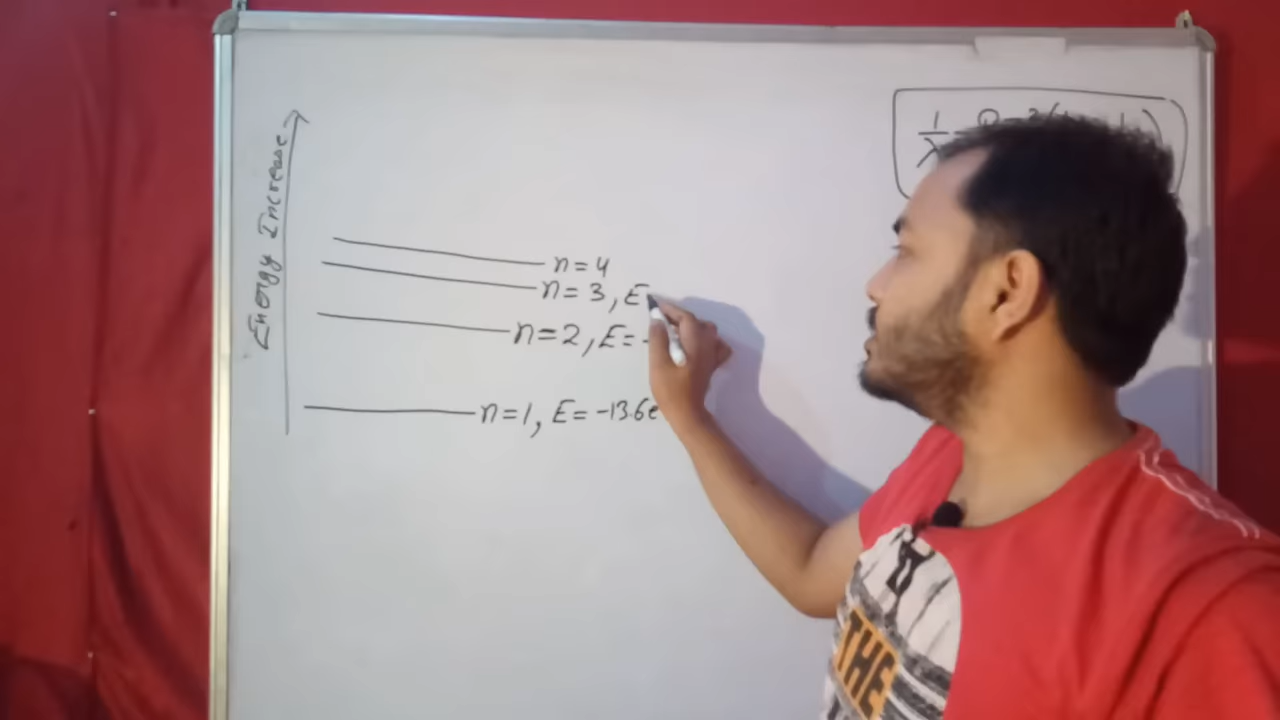 Energy Increase
n=4
n=3, E
n=2, E=-
n=1, E=-13.6e
THE